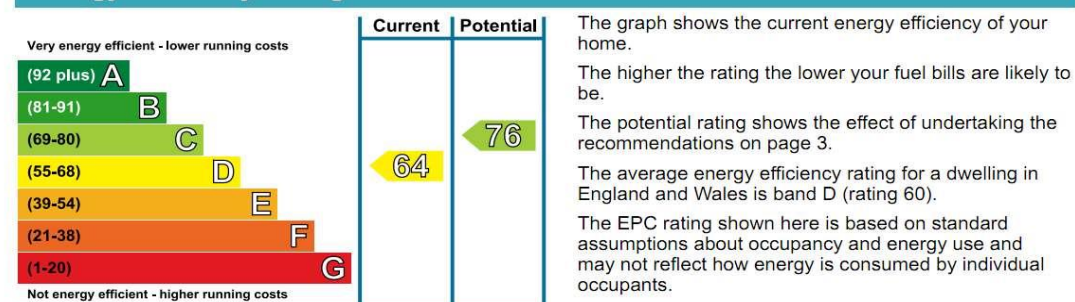 Current Potential
Very energy efficient - lower running costs
(92 plus) A
(81-91) B
(69-80) C
(55-68) D
(39-54) E
(21-38) F
(1-20) G
Not energy efficient - higher running costs
64
76
The graph shows the current energy efficiency of your
home.
The higher the rating the lower your fuel bills are likely to
be.
The potential rating shows the effect of undertaking the
recommendations on page 3.
The average energy efficiency rating for a dwelling in
England and Wales is band D (rating 60).
The EPC rating shown here is based on standard
assumptions about occupancy and energy use and
may not reflect how energy is consumed by individual
occupants.